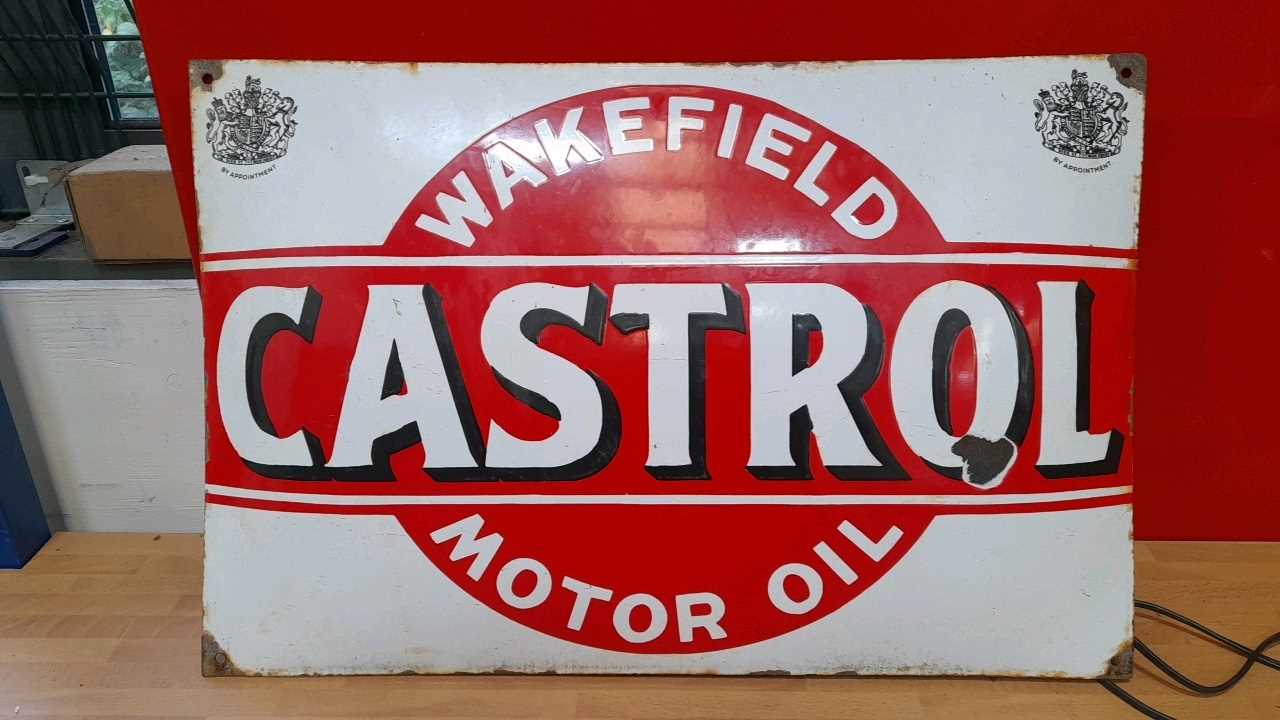 BY APPOINTMENT
BY APPOINTMENT
WAKEFIELD
CASTROL
MOTOR OIL